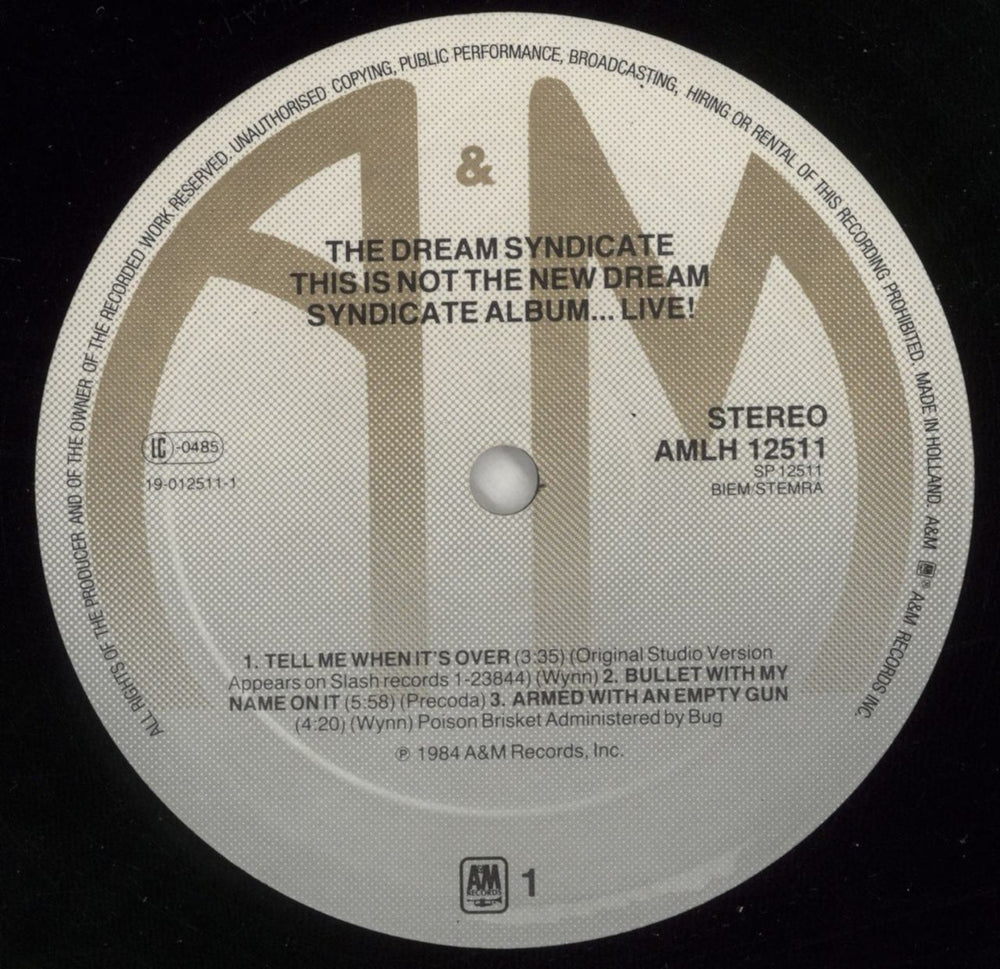 ALL RIGHTS OF THE PRODUCER AND OF THE OWNER OF THE RECORDED WORK RESERVED. UNAUTHORISED COPYING, PUBLIC PERFORMANCE, BROADCASTING, HIRING OR RENTAL OF THIS RECORDING PROHIBITED. MADE IN HOLLAND. A&M AM ® A&M RECORDS INC.
A & M
THE DREAM SYNDICATE
THIS IS NOT THE NEW DREAM
SYNDICATE ALBUM... LIVE!
LC-0485
19-012511-1
STEREO
AMLH 12511
SP 12511
BIEM/STEMRA
1. TELL ME WHEN IT'S OVER (3:35) (Original Studio Version
Appears on Slash records 1-23844) (Wynn) 2. BULLET WITH MY
NAME ON IT (5:58) (Precoda) 3. ARMED WITH AN EMPTY GUN
(4:20) (Wynn) Poison Brisket Administered by Bug
℗ 1984 A&M Records, Inc.
A&M RECORDS 1